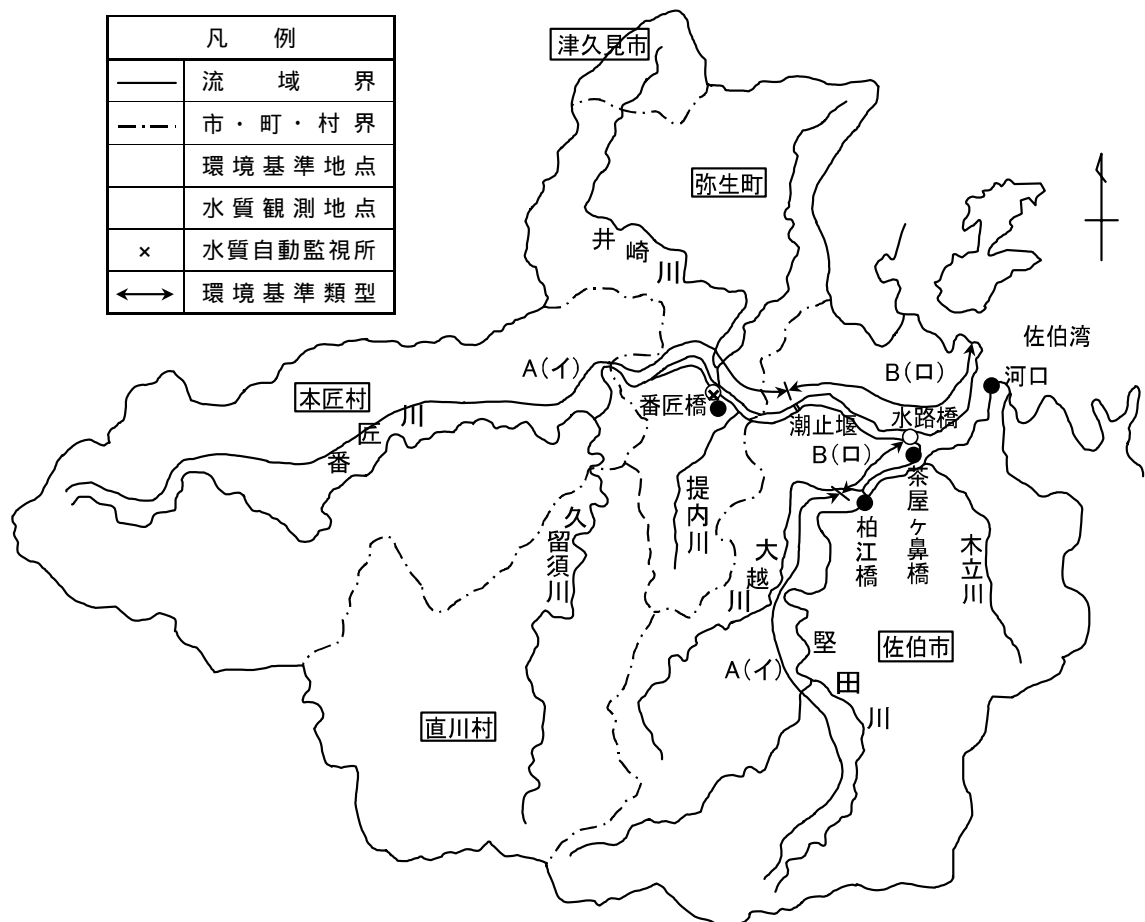 凡 例
流域界
市・町・村界
環境基準地点
水質観測地点
× 水質自動監視所
環境基準類型
津久見市
弥生町
井崎川
佐伯湾
A(イ)
B(ロ)
河口
本匠村
番匠川
番匠橋
潮止堰
水路橋
B(ロ)
茶屋ヶ鼻橋
柏江橋
木立川
提内川
久留須川
大越川
堅田川
佐伯市
A(イ)
直川村